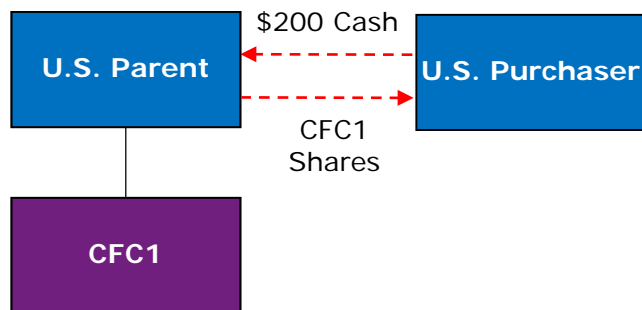 $200 Cash
U.S. Parent
U.S. Purchaser
CFC1
Shares
CFC1